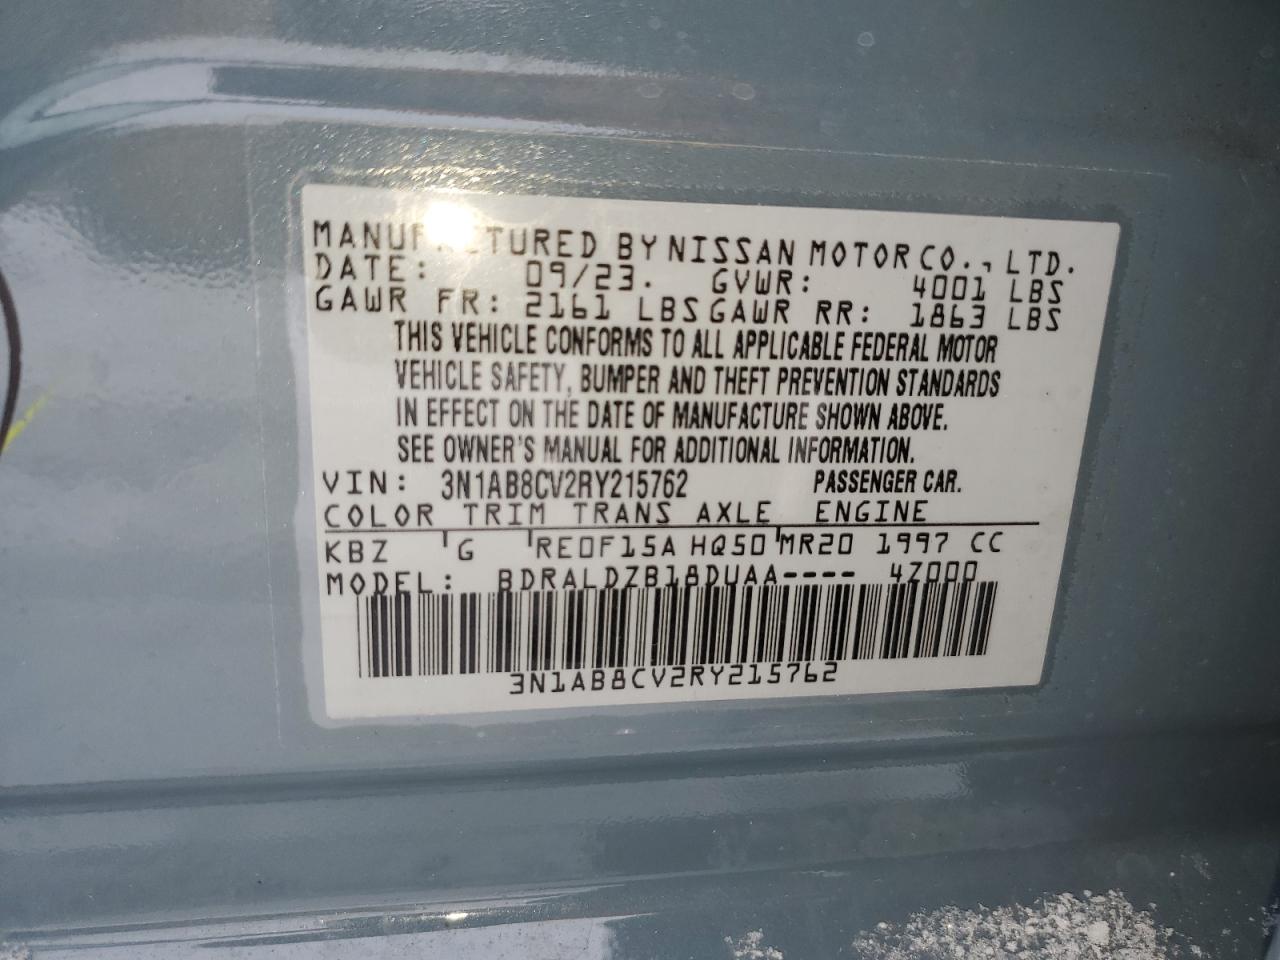 MANUFACTURED BY NISSAN MOTOR CO., LTD.
DATE: 09/23. GVWR: 4001 LBS
GAWR FR: 2161 LBS GAWR RR: 1863 LBS
THIS VEHICLE CONFORMS TO ALL APPLICABLE FEDERAL MOTOR
VEHICLE SAFETY, BUMPER AND THEFT PREVENTION STANDARDS
IN EFFECT ON THE DATE OF MANUFACTURE SHOWN ABOVE.
SEE OWNER'S MANUAL FOR ADDITIONAL INFORMATION.
VIN: 3N1AB8CV2RY215762 PASSENGER CAR.
COLOR TRIM TRANS AXLE ENGINE
KBZ G RE0F15A HQ50 MR20 1997 CC
MODEL: BDRALDZB18DUAA---- 4Z000
3N1AB8CV2RY215762